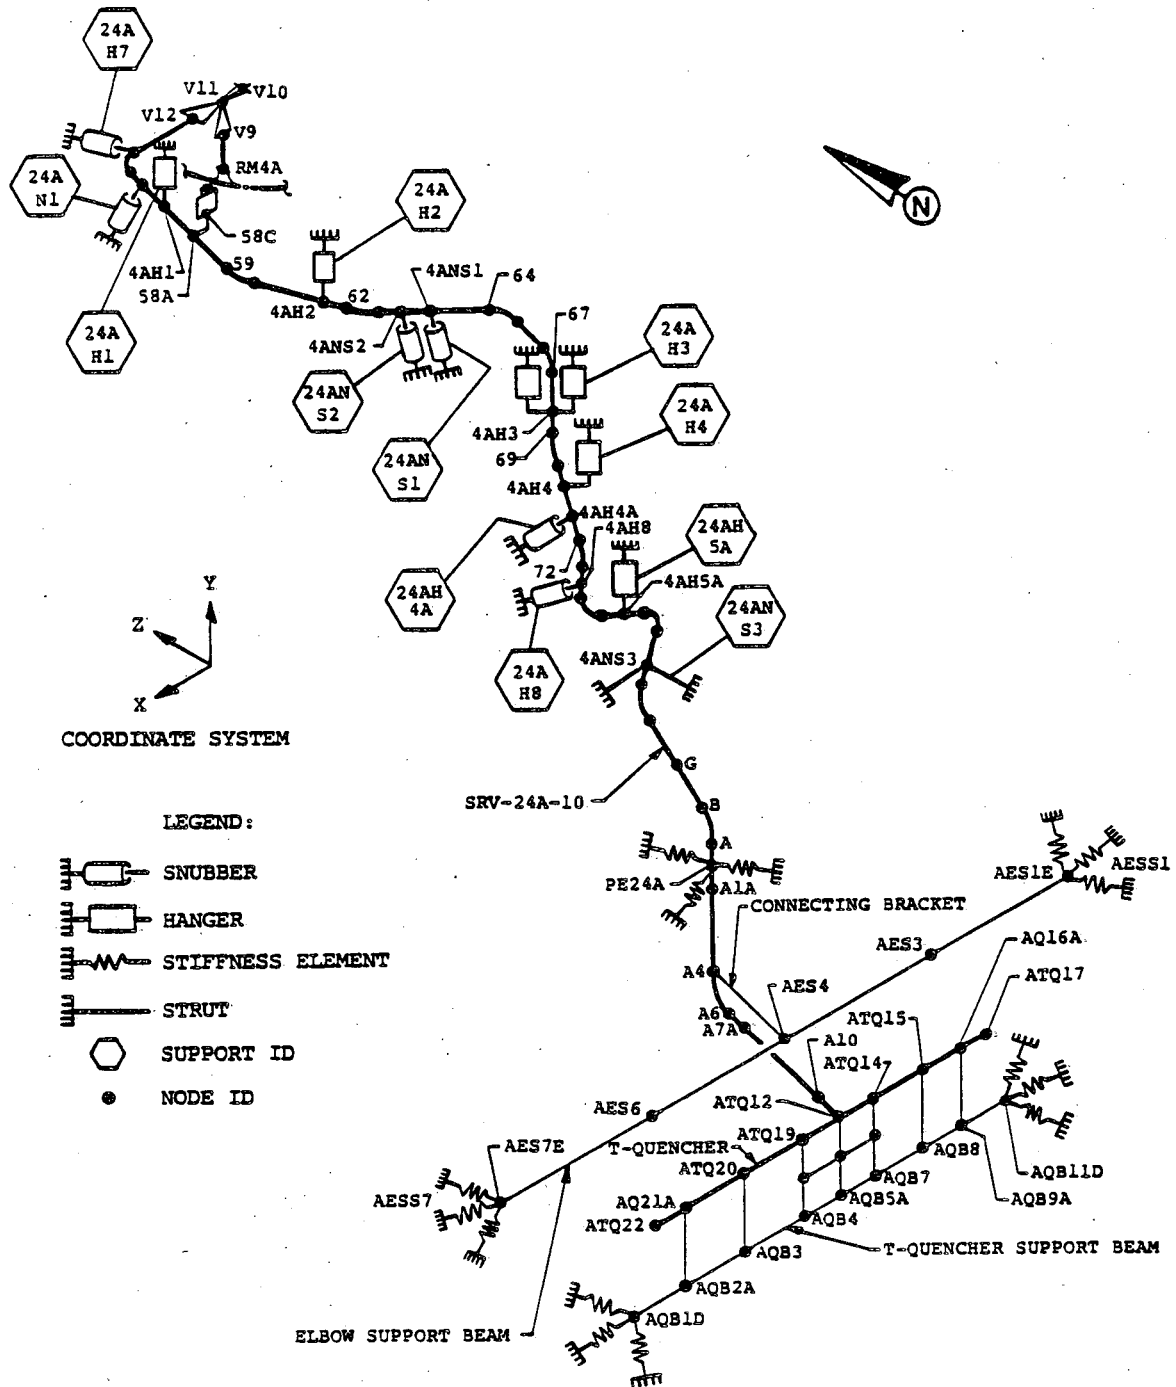 24A
H7
V11
V10
V12
V9
RM4A
24A
N1
24A
H2
58C
4AH1
58A
59
24A
H1
4AH2
62
4ANS1
64
4ANS2
67
24A
H3
24AN
S2
24AN
S1
4AH3
69
24A
H4
4AH4
4AH4A
4AH8
24AH
5A
72
4AH5A
24AH
4A
24AN
S3
24A
H8
4ANS3
Y
Z
X
N
COORDINATE SYSTEM
G
SRV-24A-10
B
A
PE24A
A1A
CONNECTING BRACKET
AES1E
AESS1
AES3
AQ16A
ATQ17
A4
AES4
A6
A7A
ATQ15
A10
ATQ14
AES6
ATQ12
ATQ19
AES7E
T-QUENCHER
ATQ20
AQB8
AQB7
AQB11D
AESS7
AQ21A
AQB5A
AQB9A
ATQ22
AQB4
AQB3
T-QUENCHER SUPPORT BEAM
AQB2A
AQB1D
ELBOW SUPPORT BEAM
LEGEND:
SNUBBER
HANGER
STIFFNESS ELEMENT
STRUT
SUPPORT ID
NODE ID